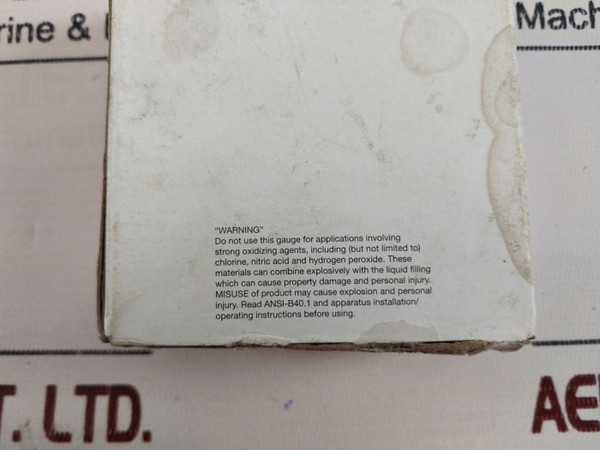 rine &
Mach
"WARNING"
Do not use this gauge for applications involving
strong oxidizing agents, including (but not limited to)
chlorine, nitric acid and hydrogen peroxide. These
materials can combine explosively with the liquid filling
which can cause property damage and personal injury.
MISUSE of product may cause explosion and personal
injury. Read ANSI-B40.1 and apparatus installation/
operating instructions before using.
T. LTD.
AE